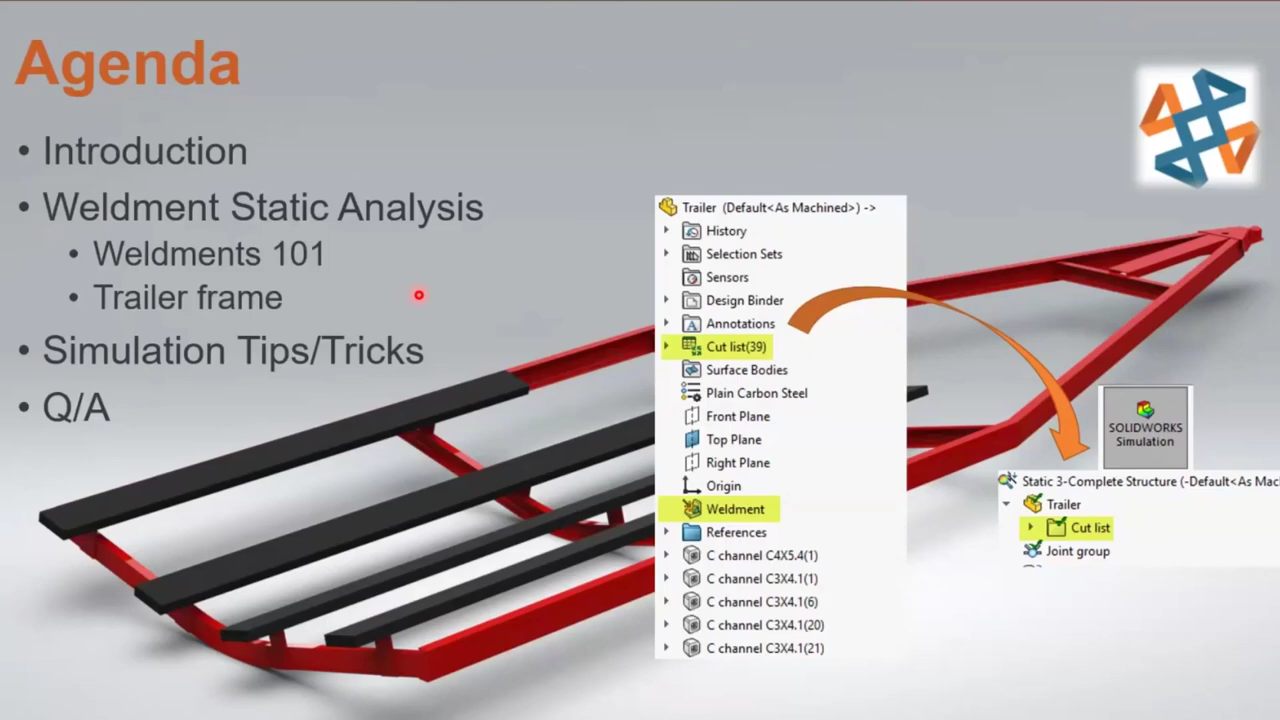 Agenda
• Introduction
• Weldment Static Analysis
• Weldments 101
• Trailer frame
• Simulation Tips/Tricks
• Q/A
Trailer (Default<As Machined>) ->
History
Selection Sets
Sensors
Design Binder
Annotations
Cut list(39)
Surface Bodies
Plain Carbon Steel
Front Plane
Top Plane
Right Plane
Origin
Weldment
References
C channel C4X5.4(1)
C channel C3X4.1(1)
C channel C3X4.1(6)
C channel C3X4.1(20)
C channel C3X4.1(21)
SOLIDWORKS
Simulation
Static 3-Complete Structure (-Default<As Mac
Trailer
Cut list
Joint group